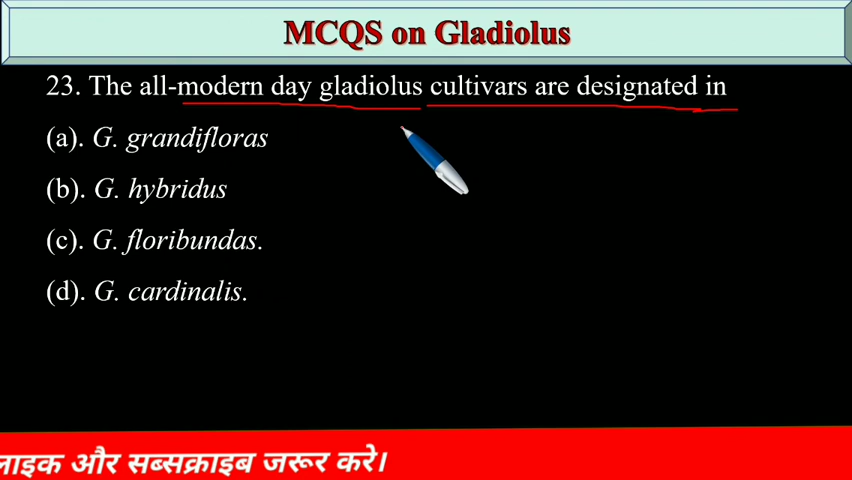 MCQS on Gladiolus
23. The all-modern day gladiolus cultivars are designated in
(a). G. grandifloras
(b). G. hybridus
(c). G. floribundas.
(d). G. cardinalis.
और सब्सक्राइब जरूर करे।